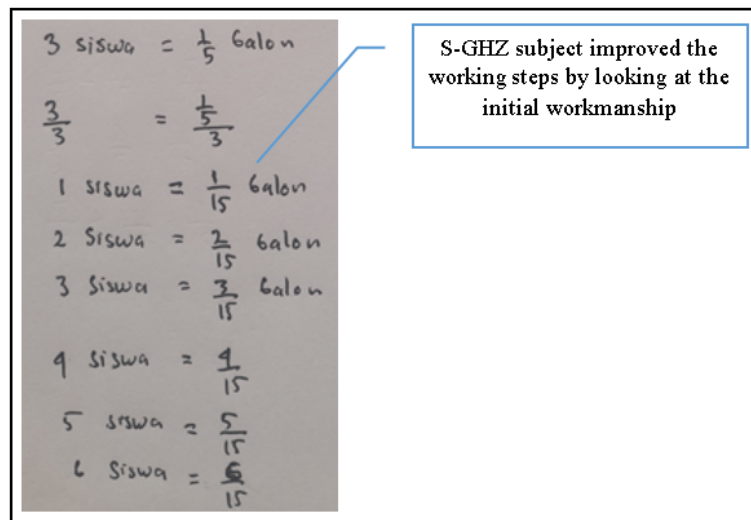 3 siswa = 1/5 Galon
3/3 = 1/5/3
1 siswa = 1/15 Galon
2 Siswa = 2/15 Galon
3 Siswa = 3/15 Galon
4 siswa = 4/15
5 siswa = 5/15
6 Siswa = 6/15
S-GHZ subject improved the
working steps by looking at the
initial workmanship